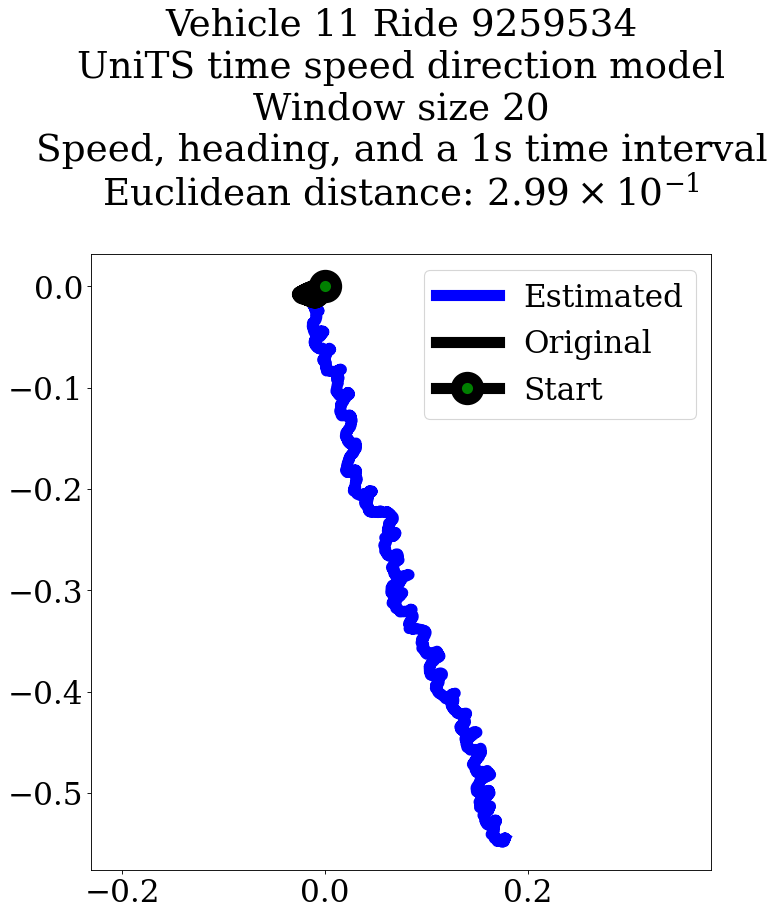 Vehicle 11 Ride 9259534
UniTS time speed direction model
Window size 20
Speed, heading, and a 1s time interval
Euclidean distance: 2.99 × 10⁻¹
Estimated
Original
Start
0.0
−0.1
−0.2
−0.3
−0.4
−0.5
−0.2 0.0 0.2